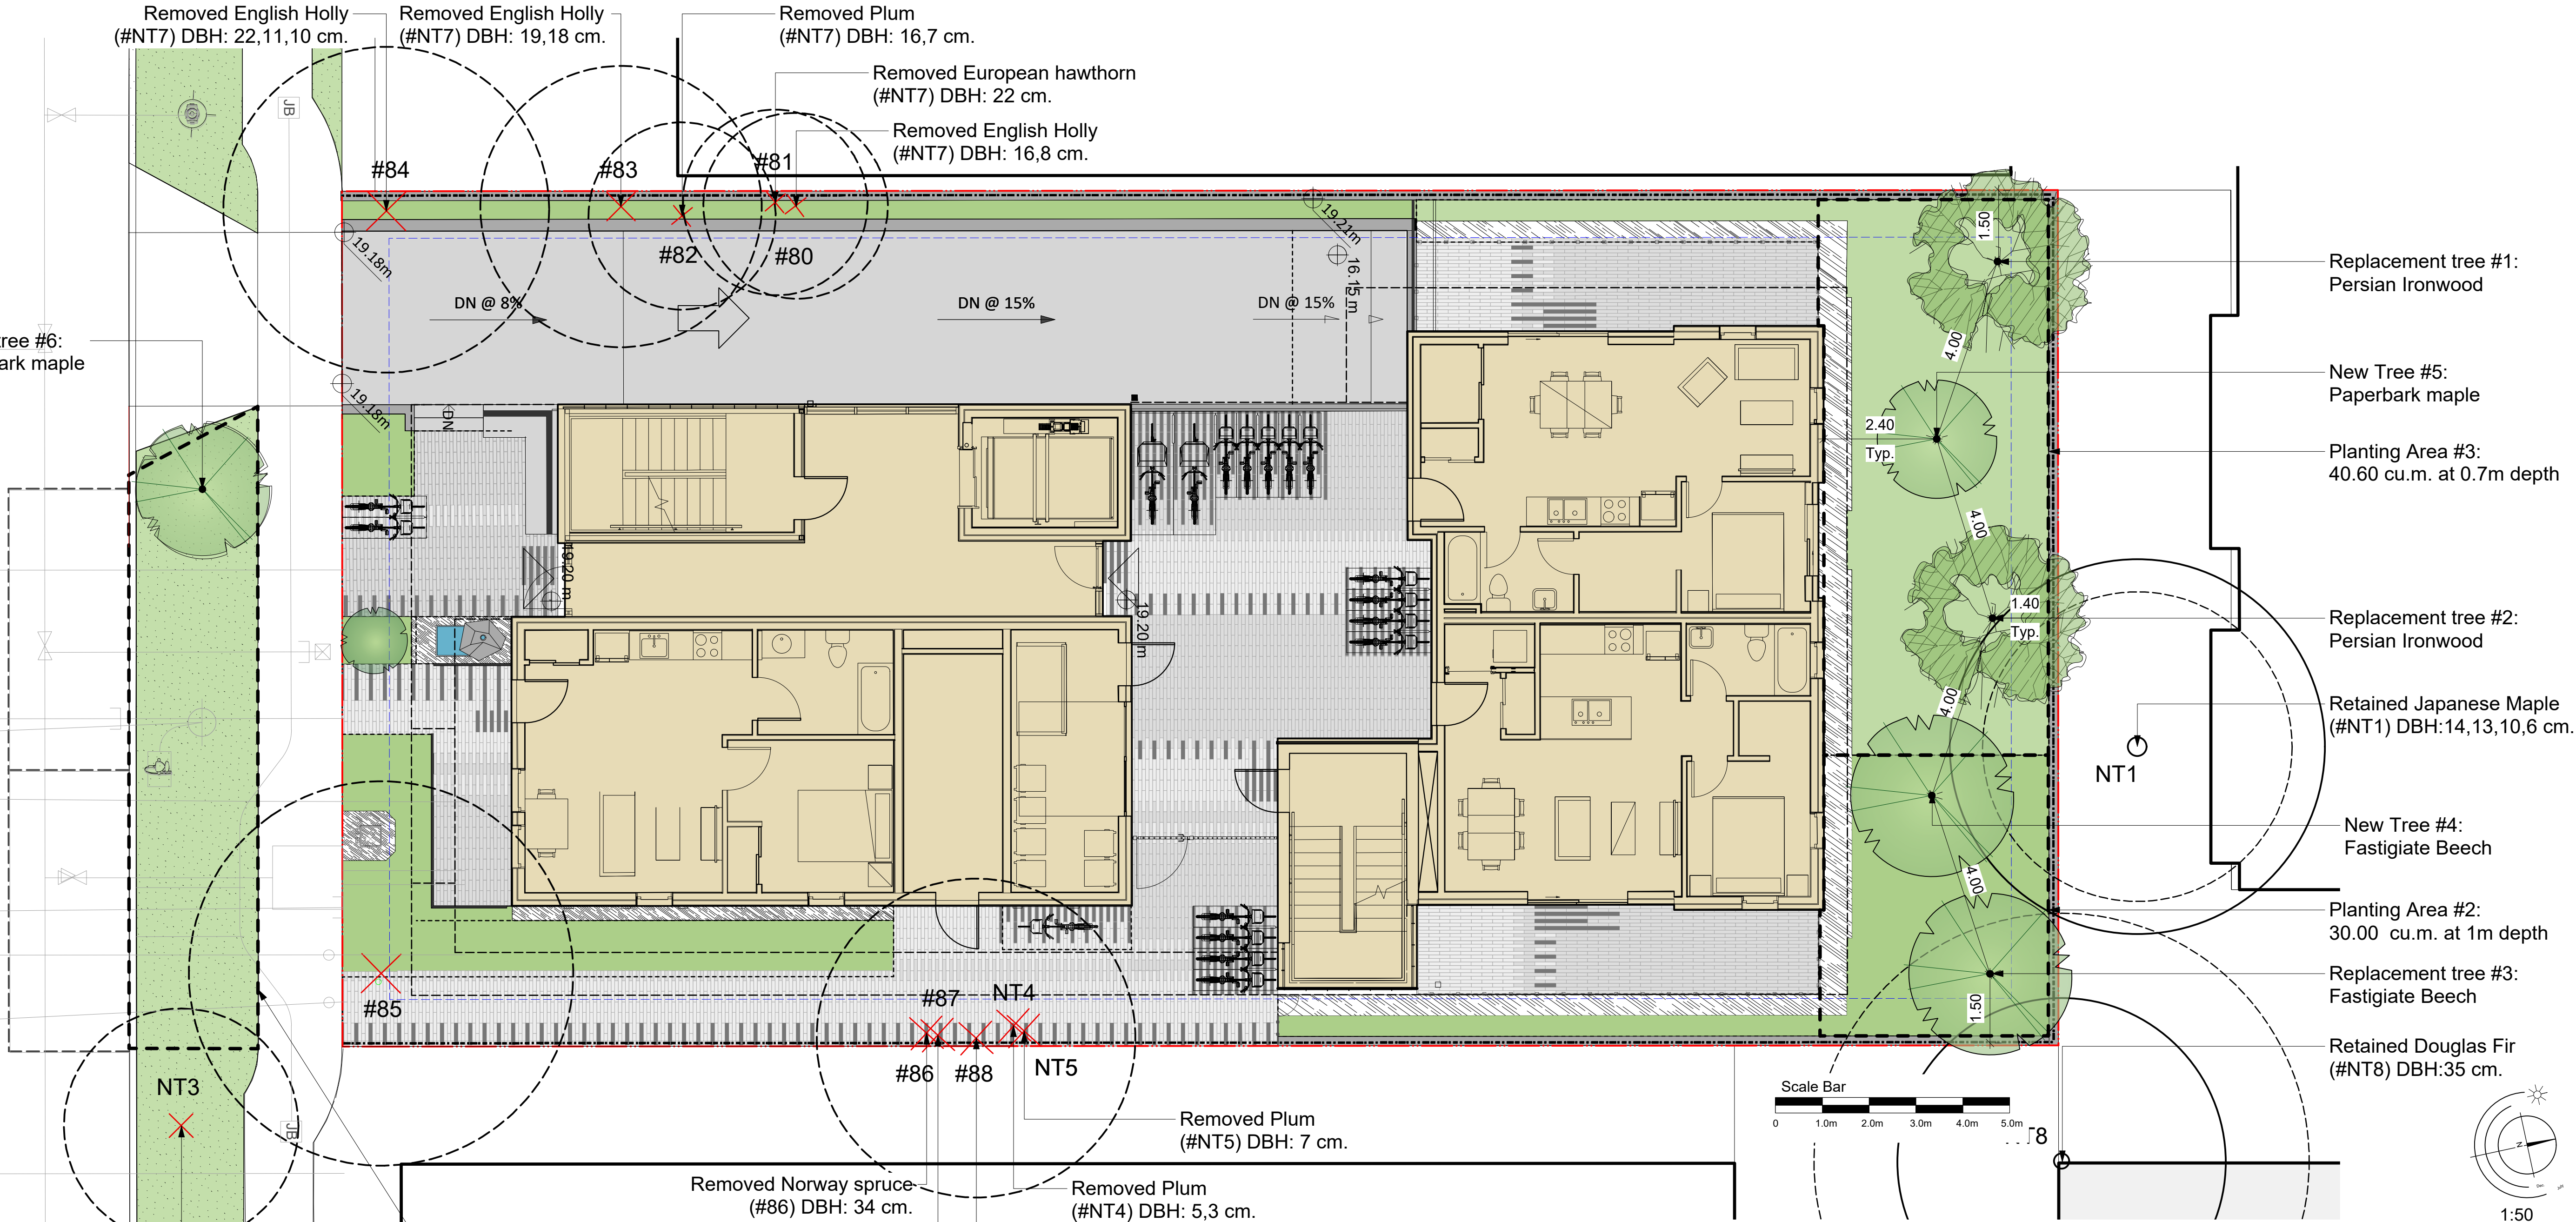 Removed English Holly
(#NT7) DBH: 22,11,10 cm.
Removed English Holly
(#NT7) DBH: 19,18 cm.
Removed Plum
(#NT7) DBH: 16,7 cm.
Removed European hawthorn
(#NT7) DBH: 22 cm.
Removed English Holly
(#NT7) DBH: 16,8 cm.
JB
#84
#83
#81
#82
#80
19.18m
19.21m
16.15 m
DN @ 8%
DN @ 15%
DN @ 15%
1.50
Replacement tree #1:
Persian Ironwood
tree #6:
ark maple
4.00
New Tree #5:
Paperbark maple
19.18m
DN
2.40
Typ.
Planting Area #3:
40.60 cu.m. at 0.7m depth
4.00
19.20 m
19.20 m
1.40
Typ.
Replacement tree #2:
Persian Ironwood
4.00
Retained Japanese Maple
(#NT1) DBH:14,13,10,6 cm.
NT1
New Tree #4:
Fastigiate Beech
4.00
Planting Area #2:
30.00 cu.m. at 1m depth
Replacement tree #3:
Fastigiate Beech
1.50
#85
#87
NT4
#86
#88
NT5
NT3
JB
Retained Douglas Fir
(#NT8) DBH:35 cm.
Scale Bar
0 1.0m 2.0m 3.0m 4.0m 5.0m
T8
Removed Plum
(#NT5) DBH: 7 cm.
Removed Norway spruce
(#86) DBH: 34 cm.
Removed Plum
(#NT4) DBH: 5,3 cm.
N
1:50